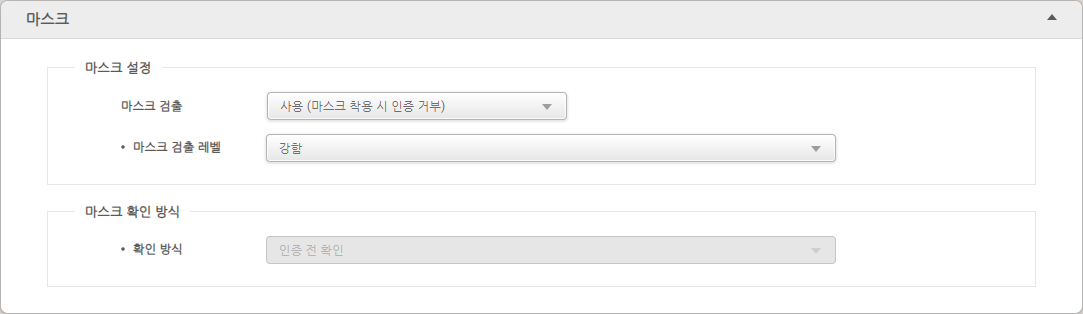 마스크
마스크 설정
마스크 검출 사용 (마스크 착용 시 인증 거부)
• 마스크 검출 레벨 강함
마스크 확인 방식
• 확인 방식 인증 전 확인